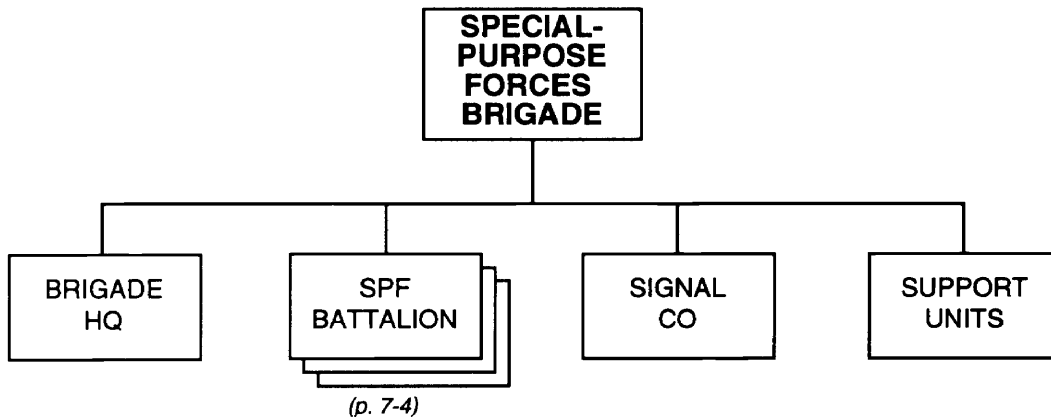 SPECIAL-
PURPOSE
FORCES
BRIGADE
BRIGADE
HQ
SPF
BATTALION
SIGNAL
CO
SUPPORT
UNITS
(p. 7-4)